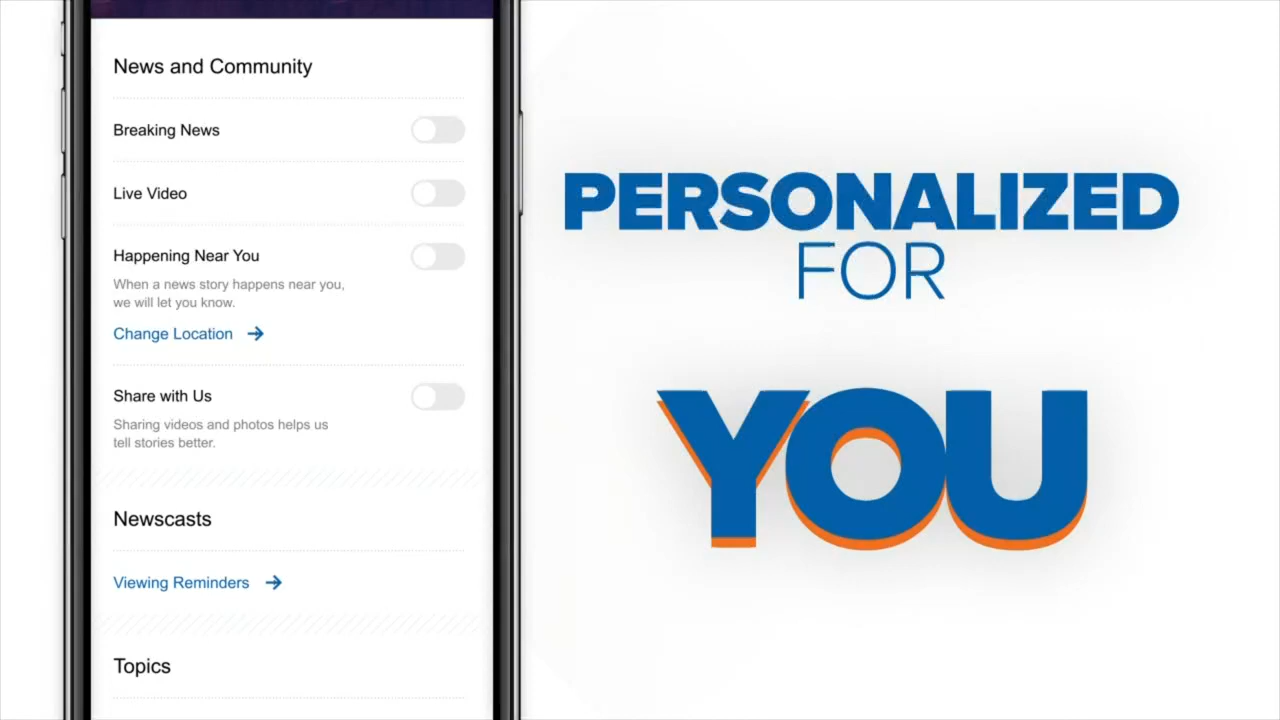 News and Community
Breaking News
Live Video
Happening Near You
When a news story happens near you,
we will let you know.
Change Location
Share with Us
Sharing videos and photos helps us
tell stories better.
Newscasts
Viewing Reminders
Topics
PERSONALIZED
FOR
YOU